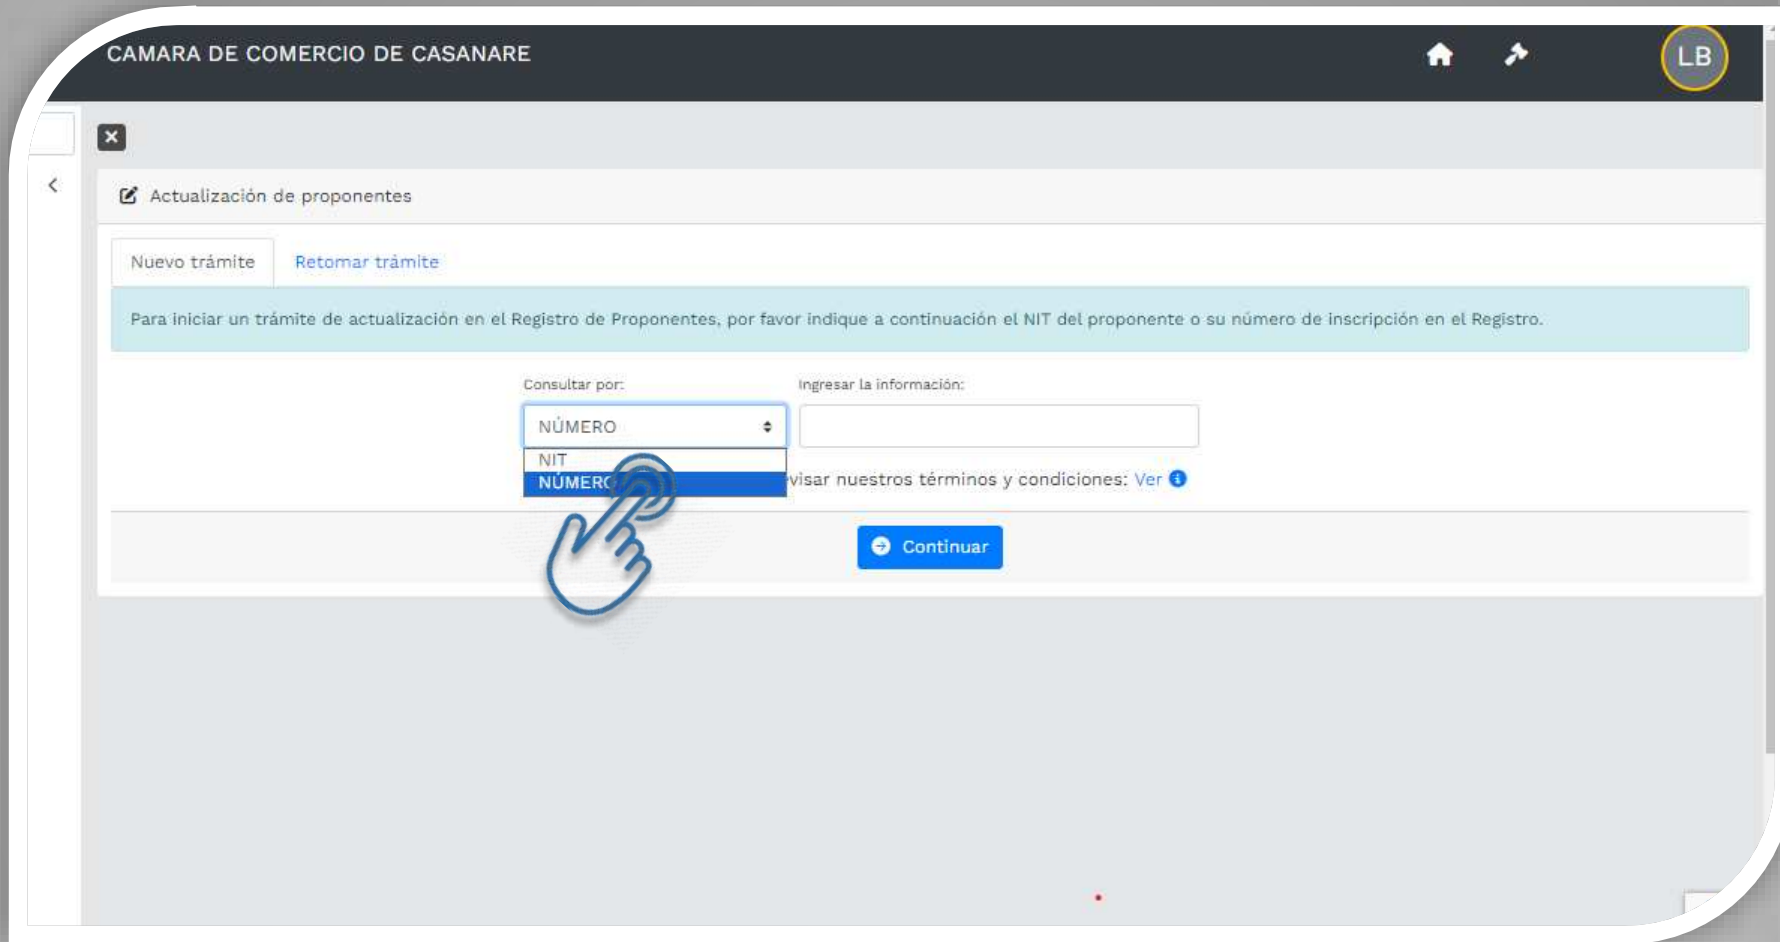 CAMARA DE COMERCIO DE CASANARE
LB
Actualización de proponentes
Nuevo trámite
Retomar trámite
Para iniciar un trámite de actualización en el Registro de Proponentes, por favor indique a continuación el NIT del proponente o su número de inscripción en el Registro.
Consultar por:
Ingresar la información:
NÚMERO
NIT
NÚMERO
nuestros términos y condiciones: Ver
Continuar